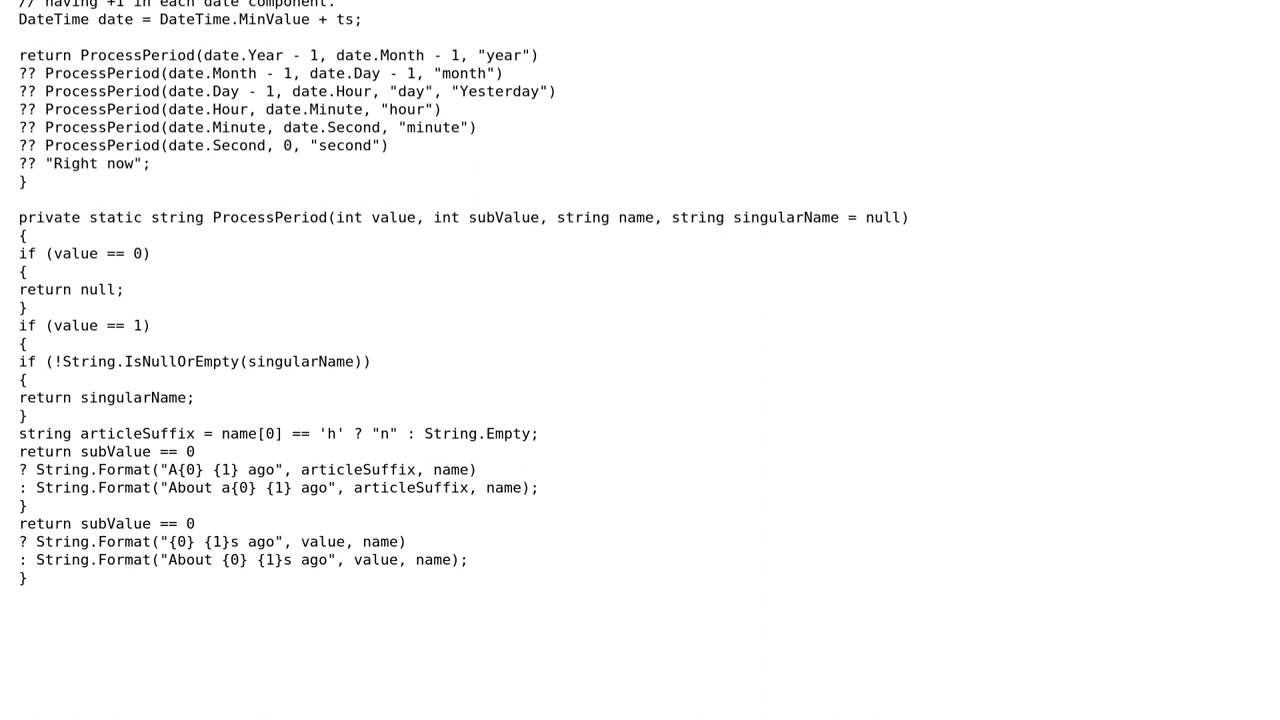 // having +1 in each date component.
DateTime date = DateTime.MinValue + ts;

return ProcessPeriod(date.Year - 1, date.Month - 1, "year")
?? ProcessPeriod(date.Month - 1, date.Day - 1, "month")
?? ProcessPeriod(date.Day - 1, date.Hour, "day", "Yesterday")
?? ProcessPeriod(date.Hour, date.Minute, "hour")
?? ProcessPeriod(date.Minute, date.Second, "minute")
?? ProcessPeriod(date.Second, 0, "second")
?? "Right now";
}

private static string ProcessPeriod(int value, int subValue, string name, string singularName = null)
{
if (value == 0)
{
return null;
}
if (value == 1)
{
if (!String.IsNullOrEmpty(singularName))
{
return singularName;
}
string articleSuffix = name[0] == 'h' ? "n" : String.Empty;
return subValue == 0
? String.Format("A{0} {1} ago", articleSuffix, name)
: String.Format("About a{0} {1} ago", articleSuffix, name);
}
return subValue == 0
? String.Format("{0} {1}s ago", value, name)
: String.Format("About {0} {1}s ago", value, name);
}